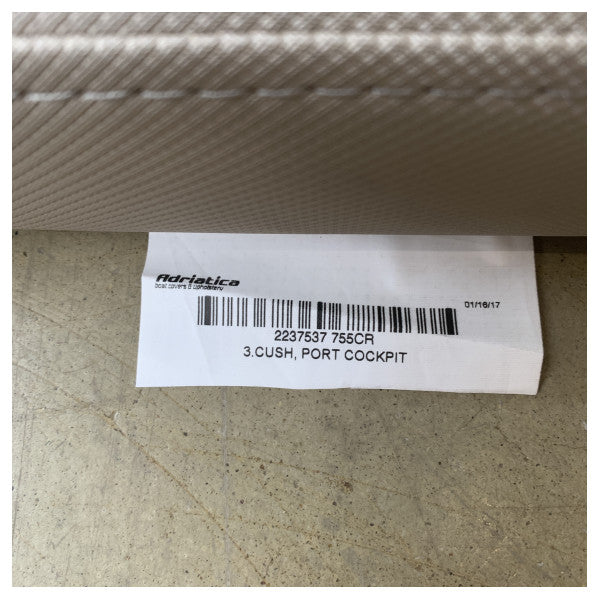 Adriatica
boat covers & upholstery
01/16/17
2237537 755CR
3.CUSH, PORT COCKPIT